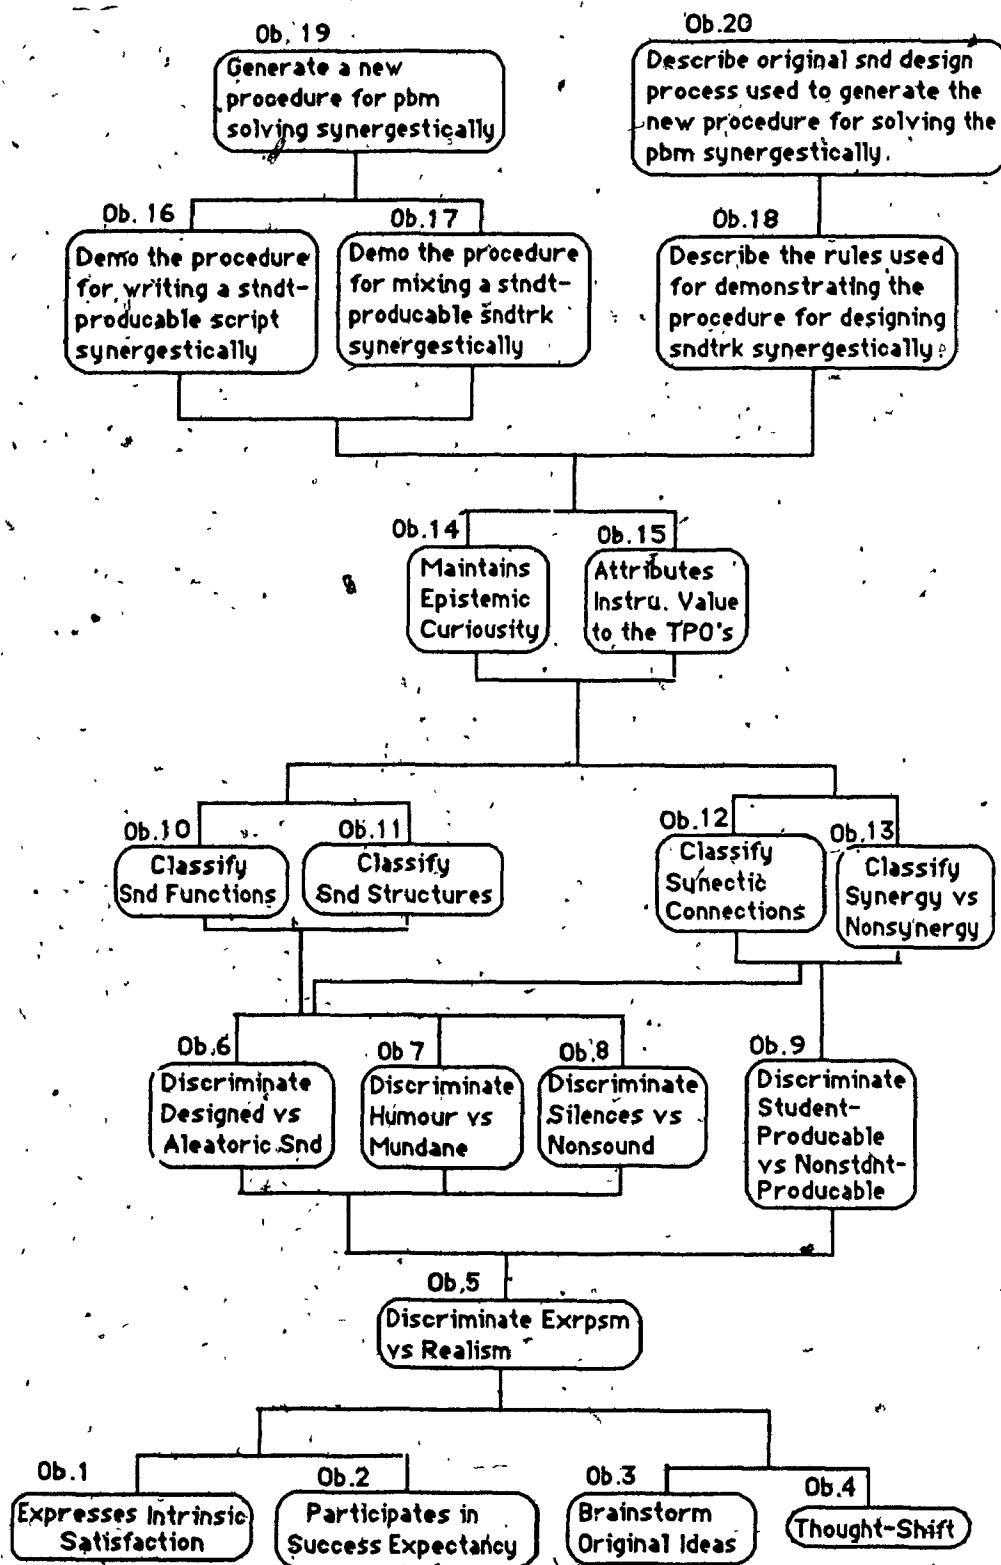 Ob. 19
Generate a new
procedure for pbm
solving synergestically
Ob.20
Describe original snd design
process used to generate the
new procedure for solving the
pbm synergestically.
Ob. 16
Demo the procedure
for writing a stndt-
producable script
synergestically
Ob.17
Demo the procedure
for mixing a stndt-
producable sndtrk
synergestically
Ob.18
Describe the rules used
for demonstrating the
procedure for designing
sndtrk synergestically.
Ob.14
Maintains
Epistemic
Curiousity
Ob.15
Attributes
Instru. Value
to the TPO's
Ob.10
Classify
Snd Functions
Ob.11
Classify
Snd Structures
Ob.12
Classify
Synectic
Connections
Ob.13
Classify
Synergy vs
Nonsynergy
Ob.6
Discriminate
Designed vs
Aleatoric Snd
Ob 7
Discriminate
Humour vs
Mundane
Ob.8
Discriminate
Silences vs
Nonsound
Ob.9
Discriminate
Student-
Producable
vs Nonstdnt-
Producable
Ob.5
Discriminate Exrpsm
vs Realism
Ob.1
Expresses Intrinsic
Satisfaction
Ob.2
Participates in
Success Expectancy
Ob.3
Brainstorm
Original Ideas
Ob.4
Thought-Shift